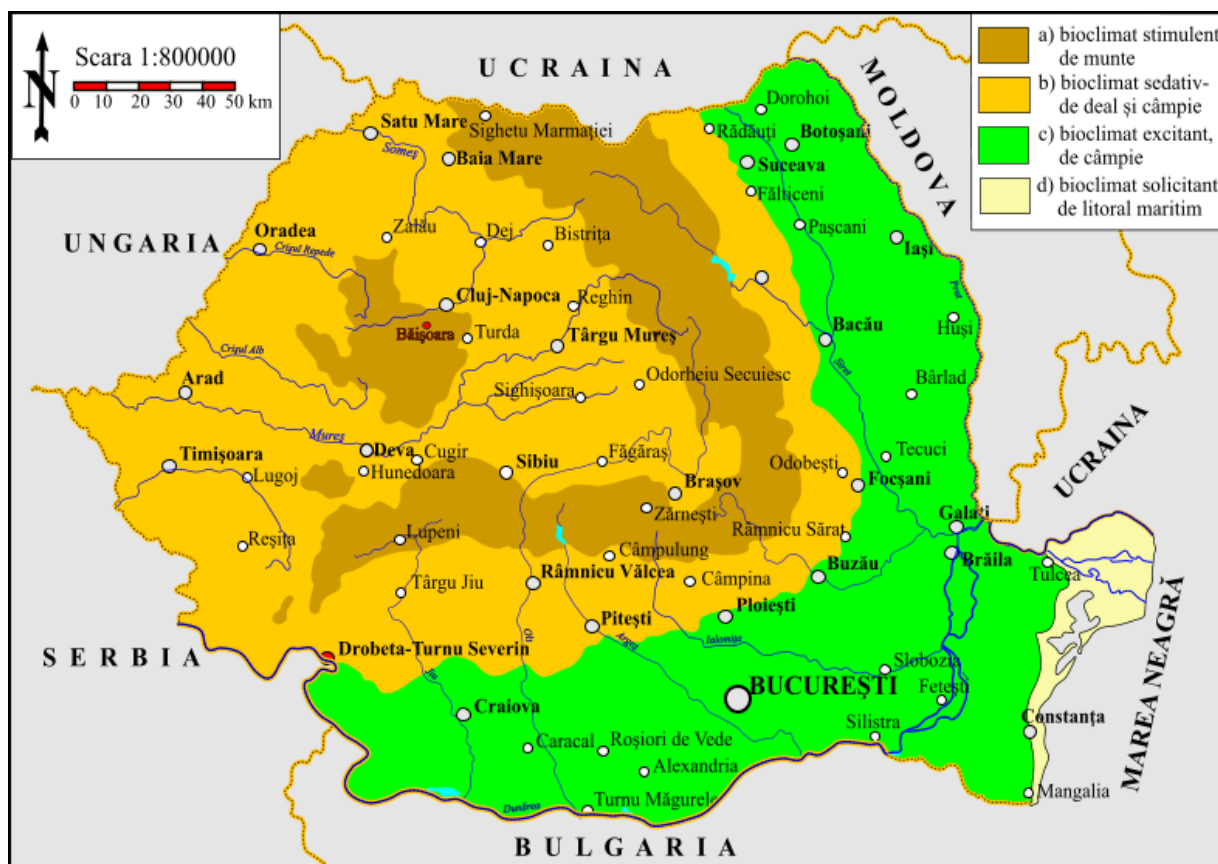 Scara 1:800000
N
0 10 20 30 40 50 km
a) bioclimat stimulent
de munte
b) bioclimat sedativ-
de deal și câmpie
c) bioclimat excitant,
de câmpie
d) bioclimat solicitant
de litoral maritim
UCRAINA
MOLDOVA
UNGARIA
SERBIA
BULGARIA
UCRAINA
MAREA NEAGRĂ
Dorohoi
Satu Mare
Sighetu Marmației
Rădăuți
Botoșani
Someș
Baia Mare
Suceava
Fălticeni
Zalău
Dej
Bistrița
Pașcani
Iași
Oradea
Crișul Repede
Prut
Cluj-Napoca
Reghin
Băișoara
Turda
Târgu Mureș
Bacău
Huși
Crișul Alb
Siret
Arad
Sighișoara
Odorheiu Secuiesc
Bârlad
Mureș
Deva
Cugir
Făgăraș
Tecuci
Timișoara
Lugoj
Hunedoara
Sibiu
Brașov
Odobești
Focșani
Zărnești
Râmnicu Sărat
Galați
Lupeni
Reșița
Câmpulung
Brăila
Tulcea
Târgu Jiu
Râmnicu Vâlcea
Câmpina
Buzău
Pitești
Ploiești
Olt
Argeș
Ialomița
Drobeta-Turnu Severin
Jiu
Slobozia
BUCUREȘTI
Fetești
Craiova
Silistra
Constanța
Caracal
Roșiori de Vede
Alexandria
Mangalia
Dunărea
Turnu Măgurele